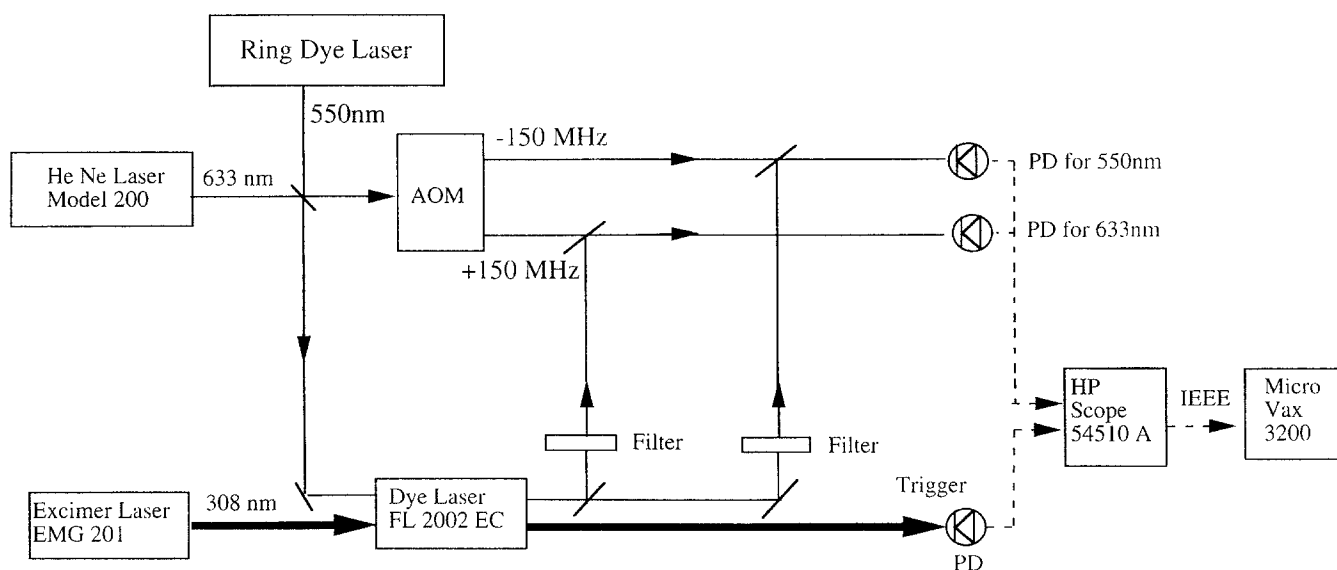 Ring Dye Laser
550nm
-150 MHz
He Ne Laser
Model 200
633 nm
AOM
PD for 550nm
PD for 633nm
+150 MHz
HP
Scope
54510 A
IEEE
Micro
Vax
3200
Filter
Filter
Excimer Laser
EMG 201
308 nm
Dye Laser
FL 2002 EC
Trigger
PD